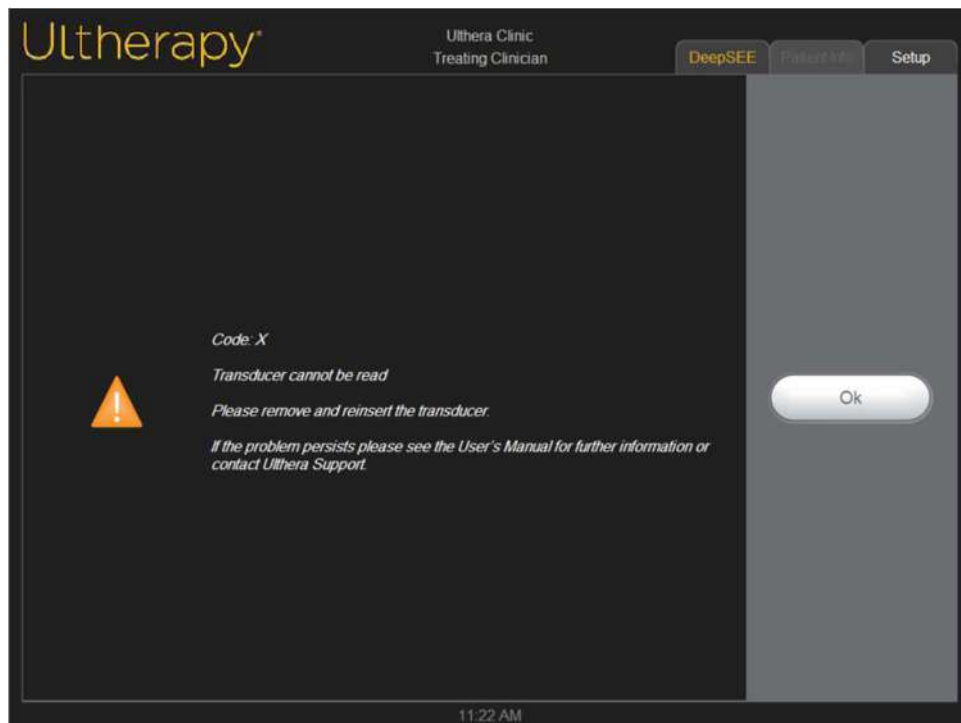 Ultherapy®
Ulthera Clinic
Treating Clinician
DeepSEE
Patient Info
Setup
Code: X
Transducer cannot be read
Please remove and reinsert the transducer.
If the problem persists please see the User's Manual for further information or
contact Ulthera Support.
Ok
11:22 AM